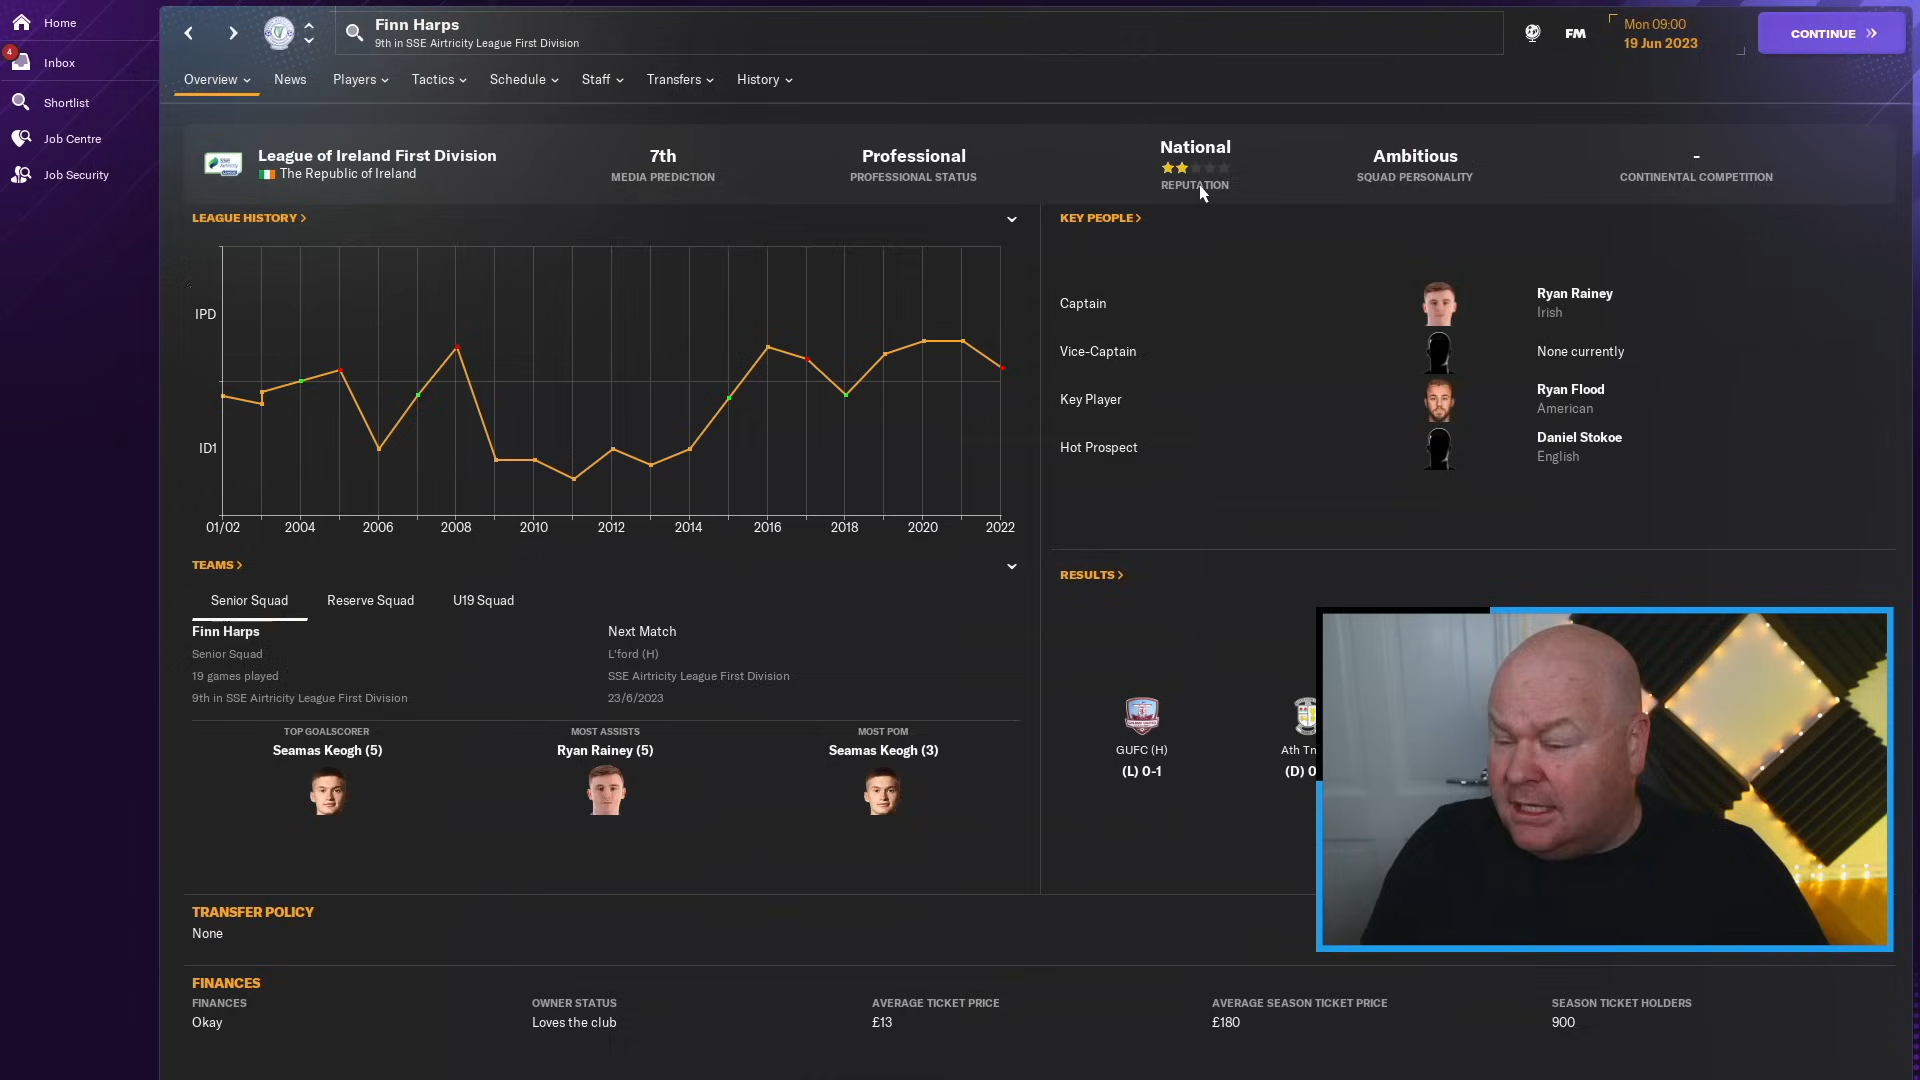 Home
4
Inbox
Shortlist
Job Centre
Job Security
Finn Harps
9th in SSE Airtricity League First Division
FM
Mon 09:00
19 Jun 2023
CONTINUE
Overview
News
Players
Tactics
Schedule
Staff
Transfers
History
League of Ireland First Division
The Republic of Ireland
7th
MEDIA PREDICTION
Professional
PROFESSIONAL STATUS
National
REPUTATION
Ambitious
SQUAD PERSONALITY
-
CONTINENTAL COMPETITION
LEAGUE HISTORY >
IPD
ID1
01/02 2004 2006 2008 2010 2012 2014 2016 2018 2020 2022
KEY PEOPLE >
Captain
Ryan Rainey
Irish
Vice-Captain
None currently
Key Player
Ryan Flood
American
Hot Prospect
Daniel Stokoe
English
TEAMS >
Senior Squad
Reserve Squad
U19 Squad
Finn Harps
Senior Squad
19 games played
9th in SSE Airtricity League First Division
Next Match
L'ford (H)
SSE Airtricity League First Division
23/6/2023
TOP GOALSCORER
Seamas Keogh (5)
MOST ASSISTS
Ryan Rainey (5)
MOST POM
Seamas Keogh (3)
RESULTS >
GUFC (H)
(L) 0-1
Ath
(D) 0
TRANSFER POLICY
None
FINANCES
FINANCES
Okay
OWNER STATUS
Loves the club
AVERAGE TICKET PRICE
£13
AVERAGE SEASON TICKET PRICE
£180
SEASON TICKET HOLDERS
900